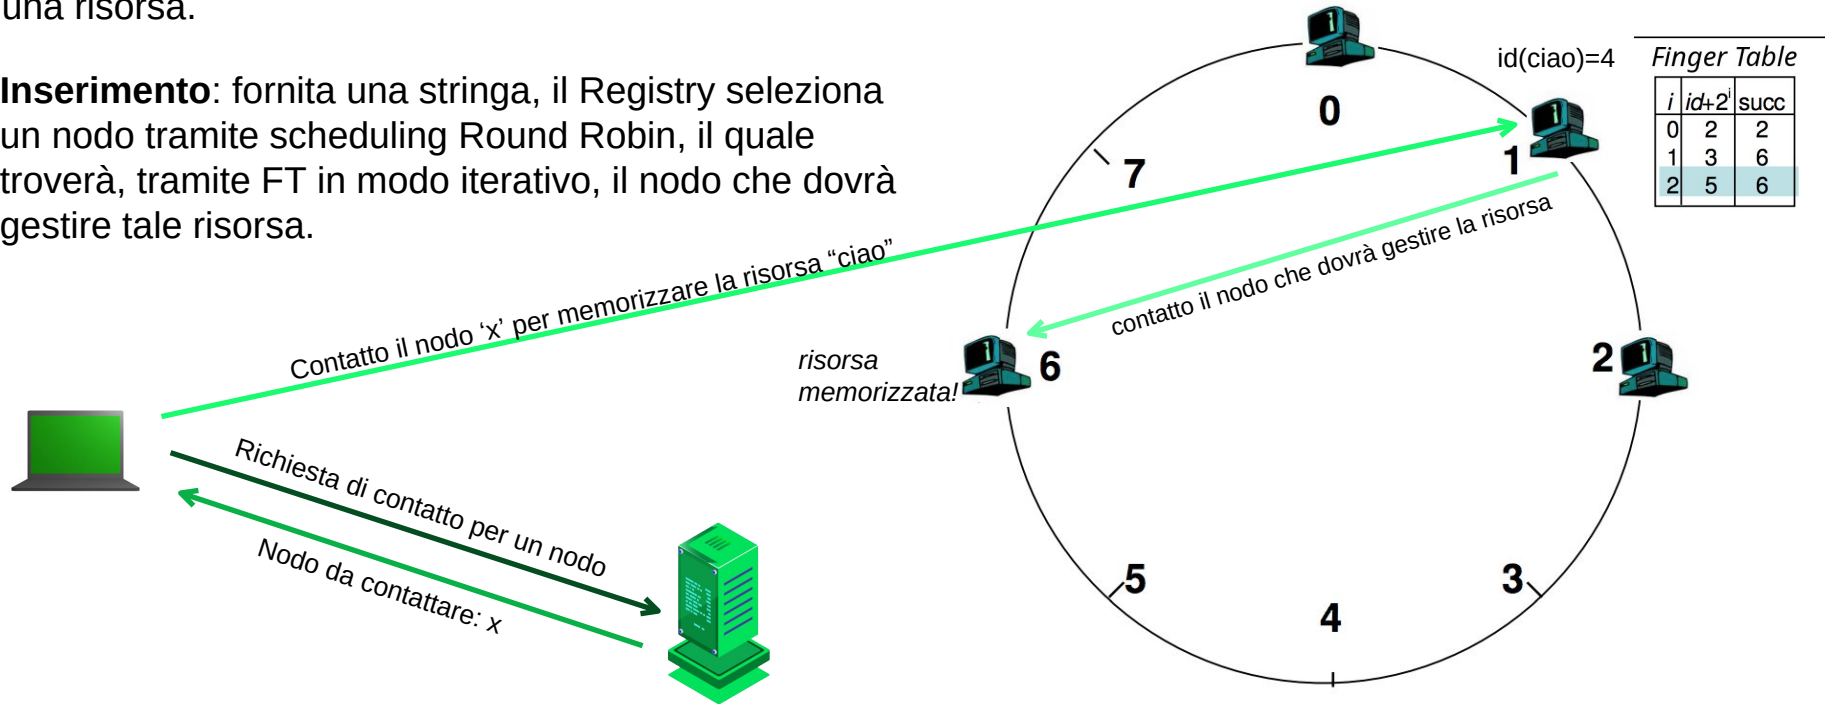 una risorsa.
Inserimento: fornita una stringa, il Registry seleziona
un nodo tramite scheduling Round Robin, il quale
troverà, tramite FT in modo iterativo, il nodo che dovrà
gestire tale risorsa.
id(ciao)=4
Finger Table
i id+2^i succ
0 2 2
1 3 6
2 5 6
0
1
2
3
4
5
6
7
Contatto il nodo ‘x’ per memorizzare la risorsa “ciao”
contatto il nodo che dovrà gestire la risorsa
risorsa
memorizzata!
Richiesta di contatto per un nodo
Nodo da contattare: x